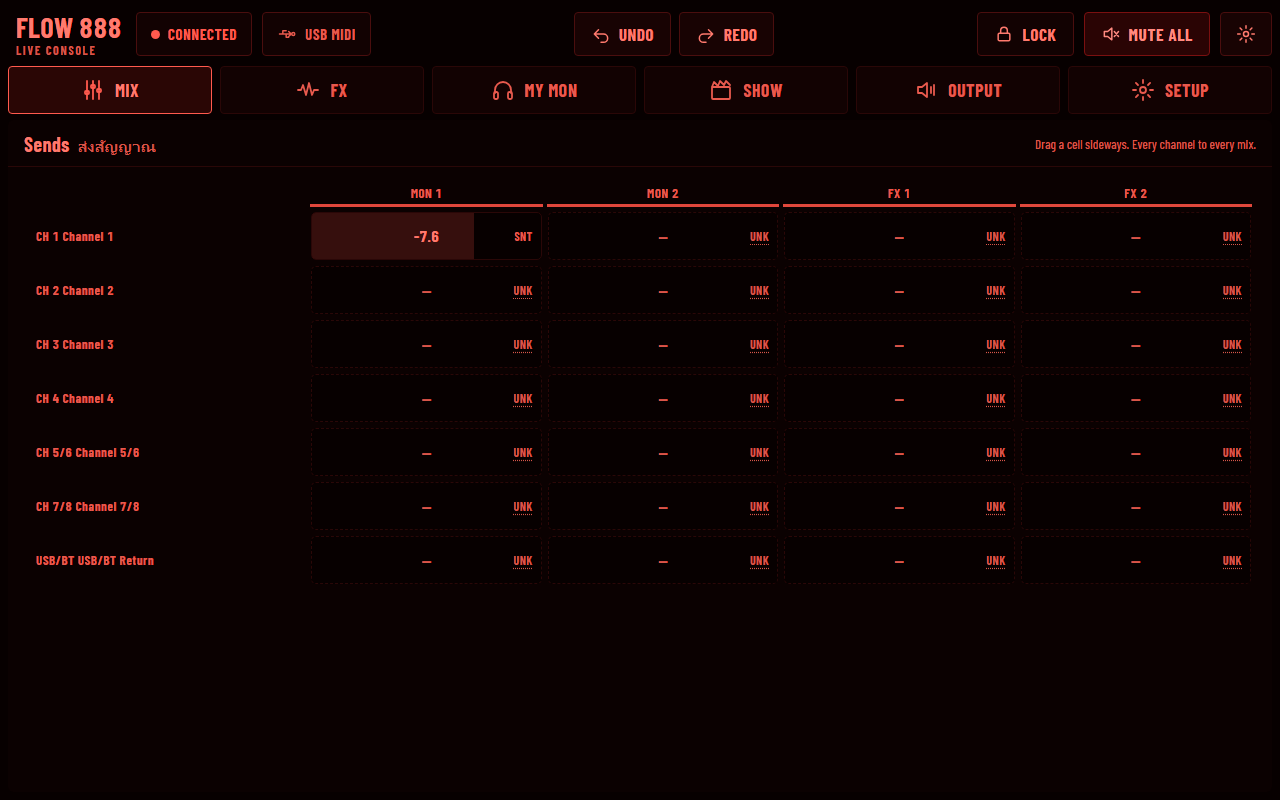 FLOW 888
LIVE CONSOLE
CONNECTED
USB MIDI
UNDO
REDO
LOCK
MUTE ALL
MIX
FX
MY MON
SHOW
OUTPUT
SETUP
Sends ส่งสัญญาณ
Drag a cell sideways. Every channel to every mix.
MON 1 MON 2 FX 1 FX 2
CH 1 Channel 1 -7.6 SNT – UNK – UNK – UNK
CH 2 Channel 2 – UNK – UNK – UNK – UNK
CH 3 Channel 3 – UNK – UNK – UNK – UNK
CH 4 Channel 4 – UNK – UNK – UNK – UNK
CH 5/6 Channel 5/6 – UNK – UNK – UNK – UNK
CH 7/8 Channel 7/8 – UNK – UNK – UNK – UNK
USB/BT USB/BT Return – UNK – UNK – UNK – UNK